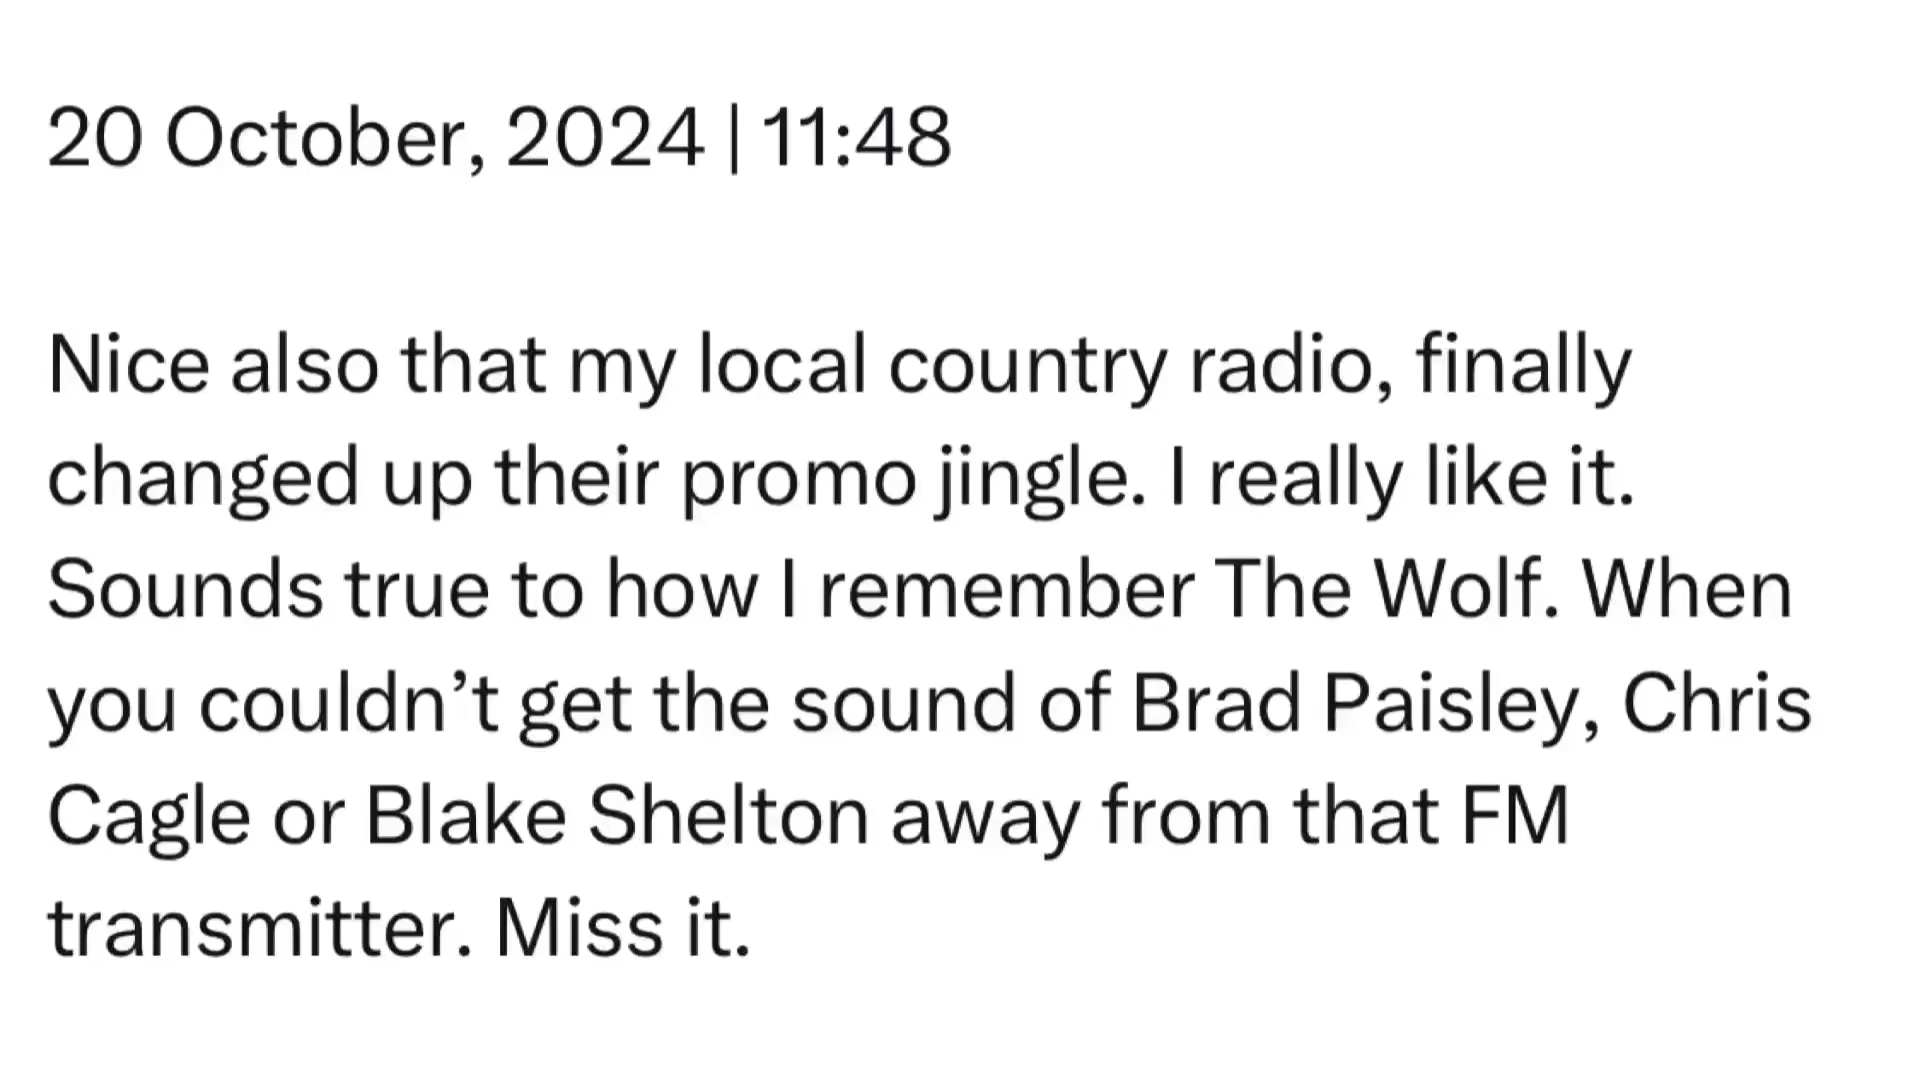 20 October, 2024 | 11:48
Nice also that my local country radio, finally
changed up their promo jingle. I really like it.
Sounds true to how I remember The Wolf. When
you couldn’t get the sound of Brad Paisley, Chris
Cagle or Blake Shelton away from that FM
transmitter. Miss it.